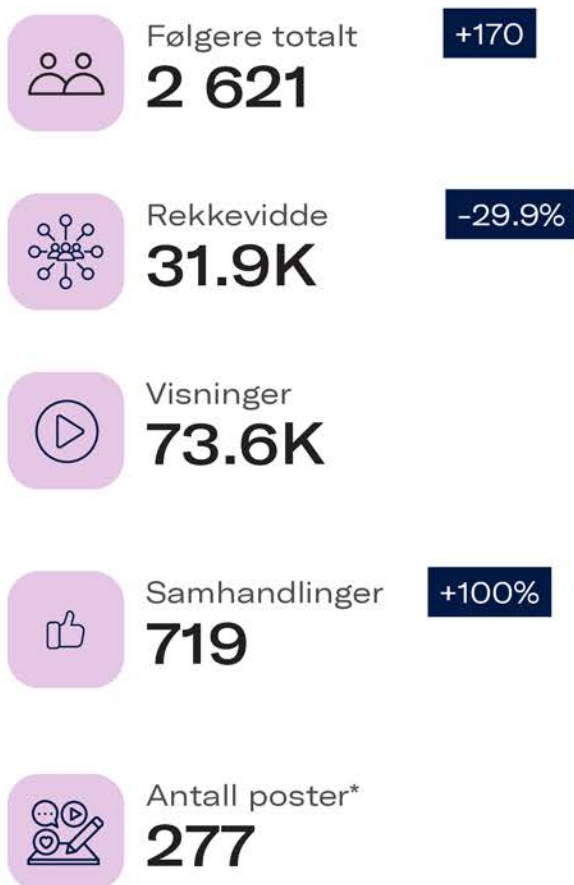 Følgere totalt
+170
2 621
Rekkevidde
-29.9%
31.9K
Visninger
73.6K
Samhandlinger
+100%
719
Antall poster*
277